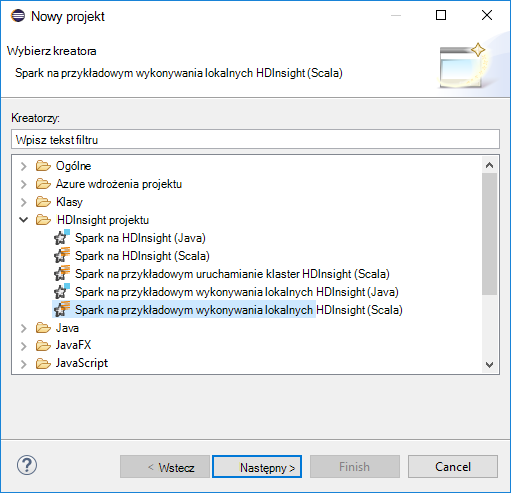 Nowy projekt
Wybierz kreatora
Spark na przykładowym wykonywania lokalnych HDInsight (Scala)
Kreatorzy:
Wpisz tekst filtru
Ogólne
Azure wdrożenia projektu
Klasy
HDInsight projektu
Spark na HDInsight (Java)
Spark na HDInsight (Scala)
Spark na przykładowym uruchamianie klaster HDInsight (Scala)
Spark na przykładowym wykonywania lokalnych HDInsight (Java)
Spark na przykładowym wykonywania lokalnych HDInsight (Scala)
Java
JavaFX
JavaScript
? < Wstecz Następny > Finish Cancel